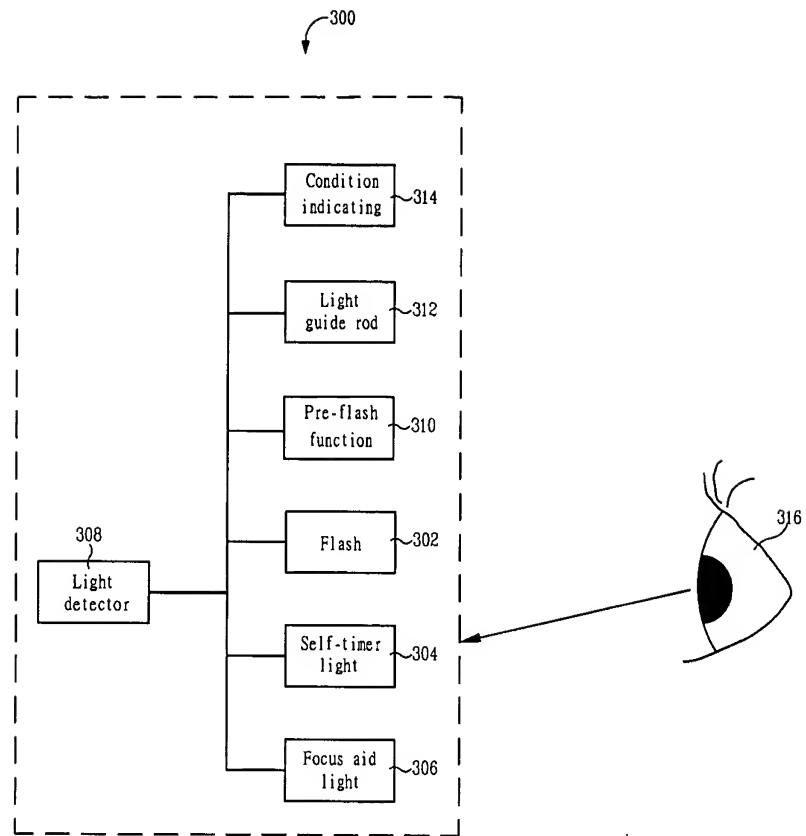 300
Condition
indicating
314
Light
guide rod
312
Pre-flash
function
310
316
308
Flash
302
Light
detector
Self-timer
light
304
Focus aid
light
306